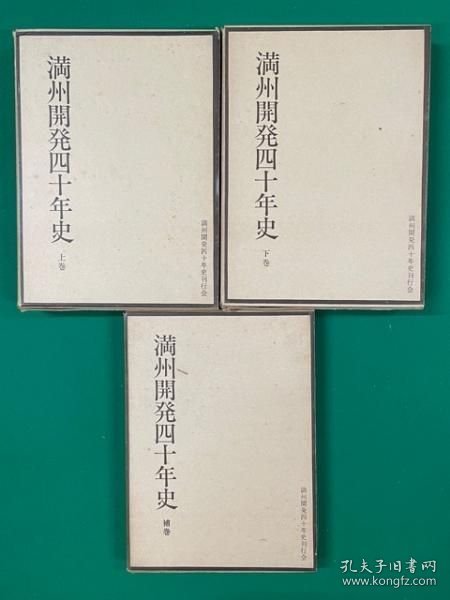 満州開発四十年史
上巻
満州開発四十年史刊行会
満州開発四十年史
下巻
満州開発四十年史刊行会
満州開発四十年史
補巻
満州開発四十年史刊行会
孔夫子旧书网
www.kongfz.com